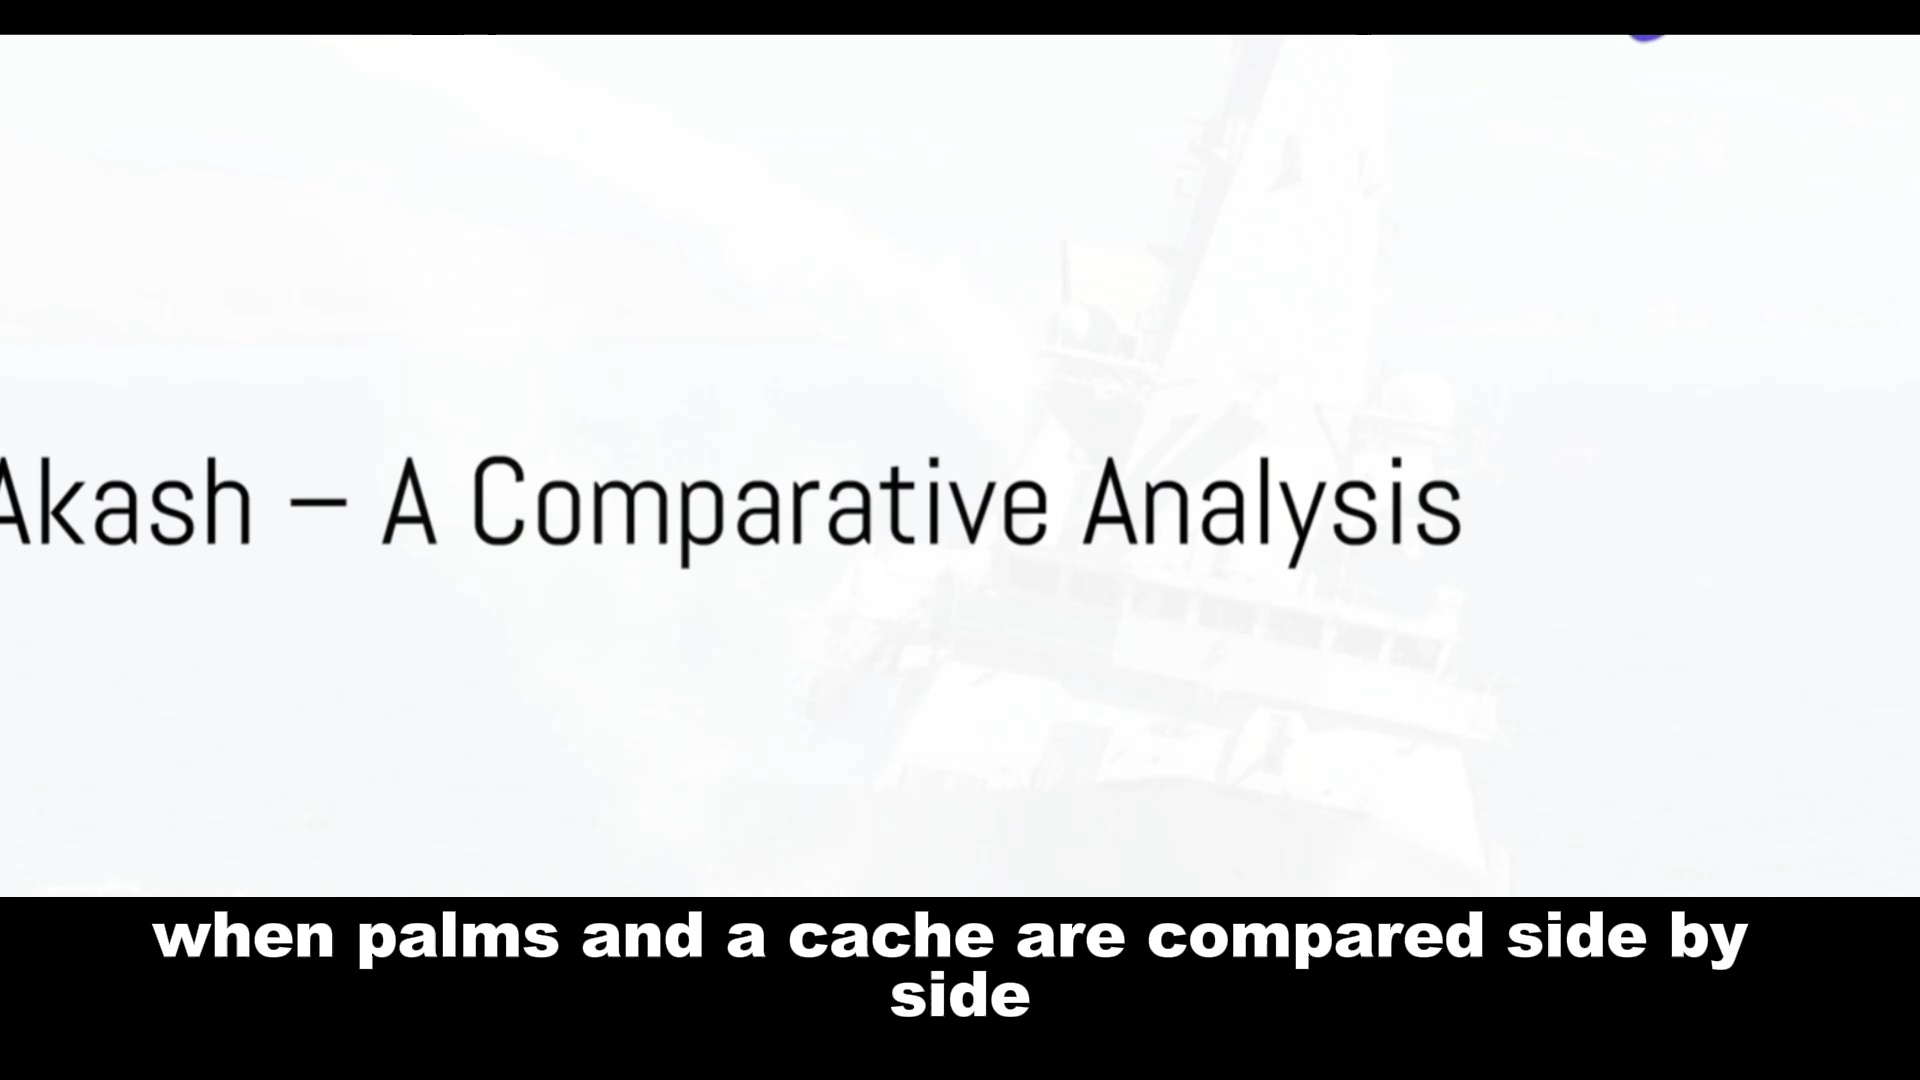 Akash – A Comparative Analysis
when palms and a cache are compared side by
side